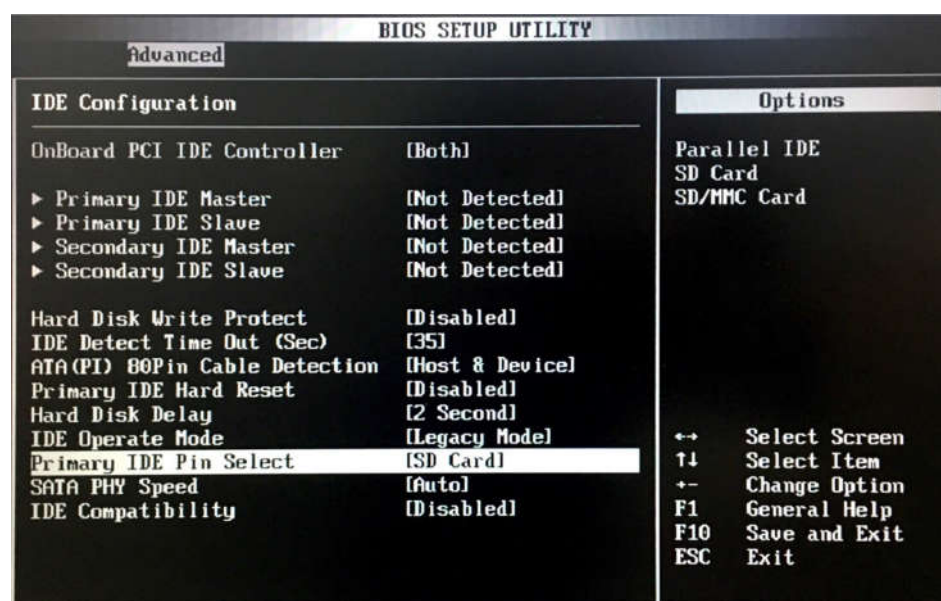 BIOS SETUP UTILITY
Advanced
IDE Configuration
OnBoard PCI IDE Controller [Both]
▶ Primary IDE Master [Not Detected]
▶ Primary IDE Slave [Not Detected]
▶ Secondary IDE Master [Not Detected]
▶ Secondary IDE Slave [Not Detected]
Hard Disk Write Protect [Disabled]
IDE Detect Time Out (Sec) [35]
ATA(PI) 80Pin Cable Detection [Host & Device]
Primary IDE Hard Reset [Disabled]
Hard Disk Delay [2 Second]
IDE Operate Mode [Legacy Mode]
Primary IDE Pin Select [SD Card]
SATA PHY Speed [Auto]
IDE Compatibility [Disabled]
Options
Parallel IDE
SD Card
SD/MMC Card
↔ Select Screen
↑↓ Select Item
+- Change Option
F1 General Help
F10 Save and Exit
ESC Exit